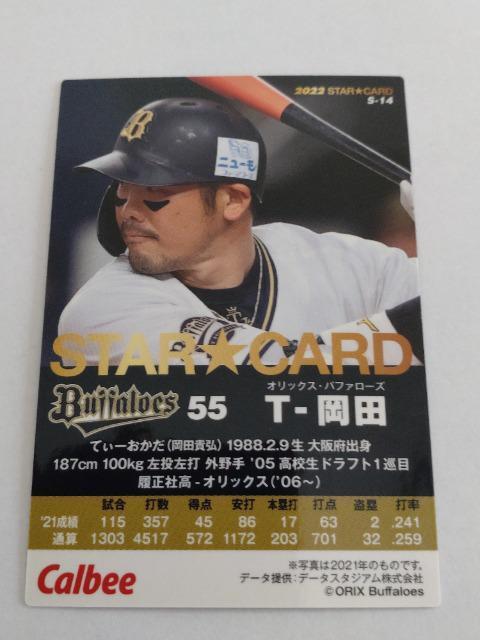 2022 STAR★CARD
S-14
B
ニューモ
STAR★CARD
Buffaloes 55
オリックス・バファローズ
T-岡田
てぃーおかだ(岡田貴弘) 1988.2.9生 大阪府出身
187cm 100kg 左投左打 外野手 '05高校生ドラフト1巡目
履正社高-オリックス('06~)
試合 打数 得点 安打 本塁打 打点 盗塁 打率
'21成績 115 357 45 86 17 63 2 .241
通算 1303 4517 572 1172 203 701 32 .259
Calbee
※写真は2021年のものです。
データ提供:データスタジアム株式会社
©ORIX Buffaloes